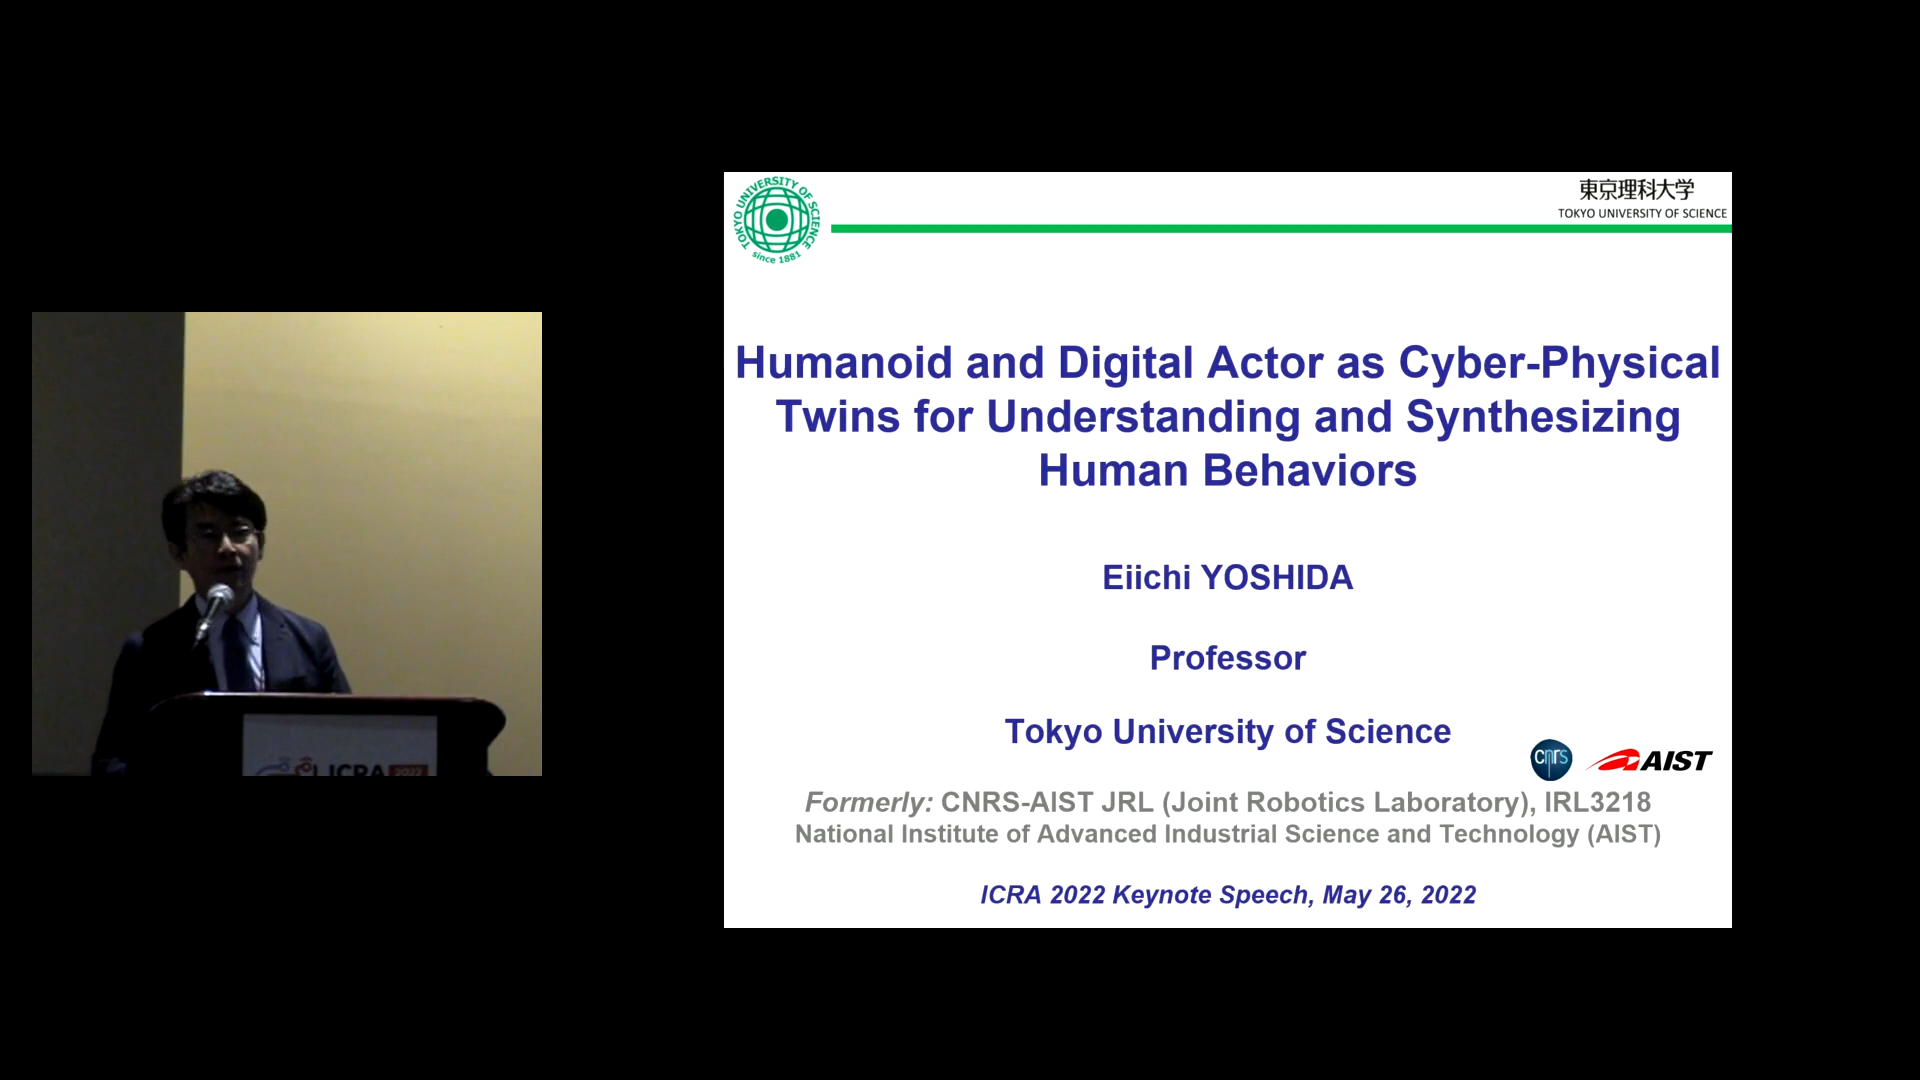 TOKYO UNIVERSITY OF SCIENCE
since 1881
東京理科大学
TOKYO UNIVERSITY OF SCIENCE
Humanoid and Digital Actor as Cyber-Physical
Twins for Understanding and Synthesizing
Human Behaviors
Eiichi YOSHIDA
Professor
Tokyo University of Science
cnrs
AIST
Formerly: CNRS-AIST JRL (Joint Robotics Laboratory), IRL3218
National Institute of Advanced Industrial Science and Technology (AIST)
ICRA 2022 Keynote Speech, May 26, 2022
ICRA 2022